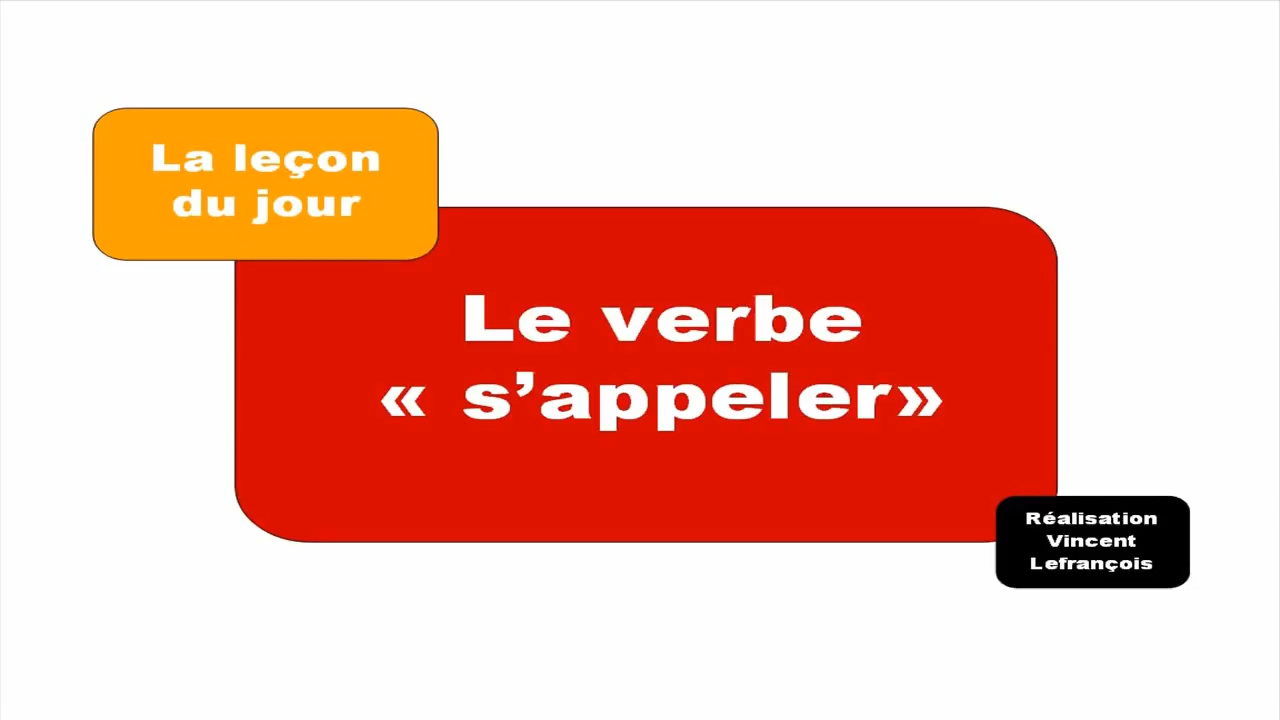 La leçon
du jour
Le verbe
« s’appeler»
Réalisation
Vincent
Lefrançois